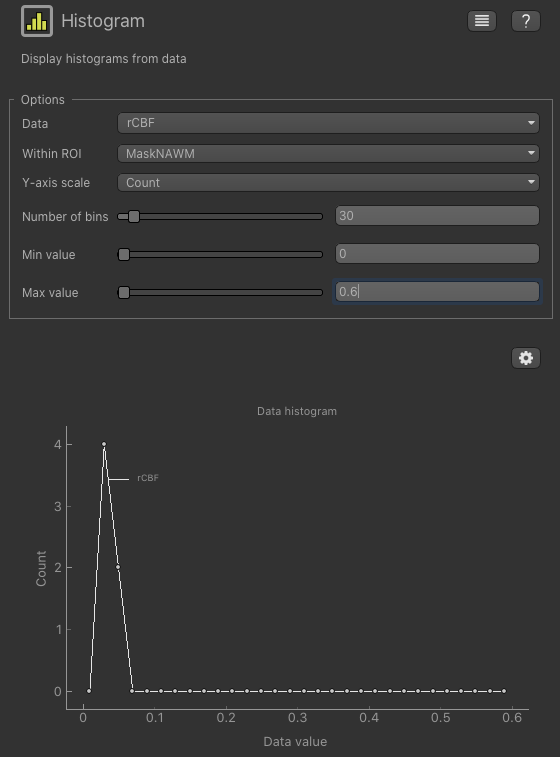 Histogram
?
Display histograms from data
Options
Data rCBF
Within ROI MaskNAWM
Y-axis scale Count
Number of bins 30
Min value 0
Max value 0.6
Data histogram
4
rCBF
3
Count
2
1
0
0 0.1 0.2 0.3 0.4 0.5 0.6
Data value